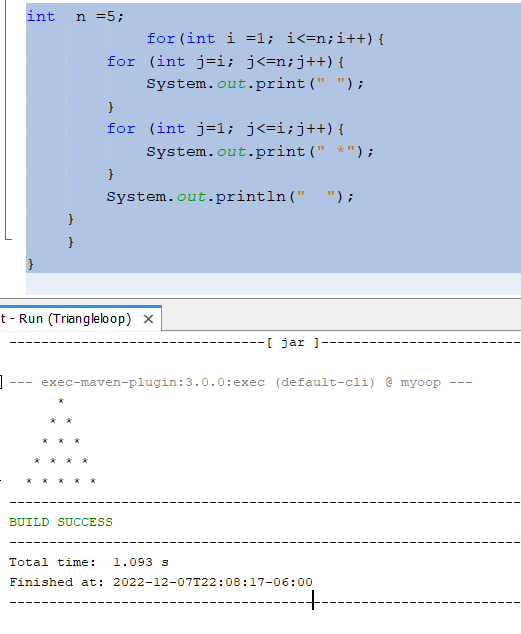 int  n =5;
            for(int i =1; i<=n;i++){
        for (int j=i; j<=n;j++){
            System.out.print(" ");
        }
        for (int j=1; j<=i;j++){
            System.out.print(" *");
        }
        System.out.println("  ");
    }
    }
}
t - Run (Triangleloop) ×
--------------------------------[ jar ]-------------------------
--- exec-maven-plugin:3.0.0:exec (default-cli) @ myoop ---
      *
     * *
    * * *
   * * * *
  * * * * *
----------------------------------------------------------------
BUILD SUCCESS
----------------------------------------------------------------
Total time:  1.093 s
Finished at: 2022-12-07T22:08:17-06:00
----------------------------------------------------------------